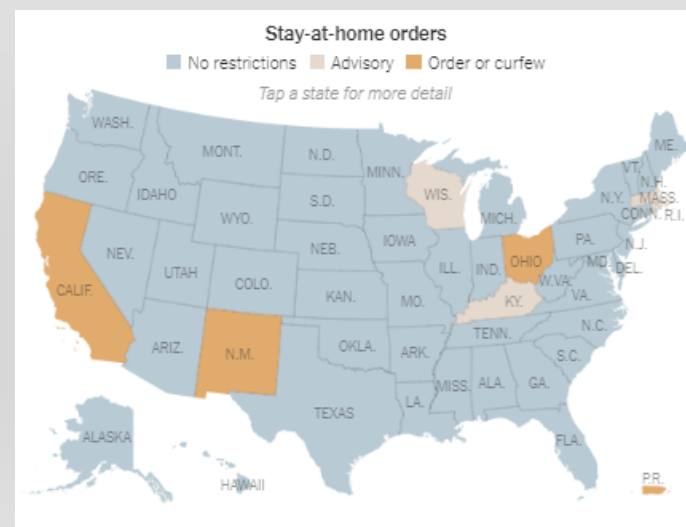 Stay-at-home orders
No restrictions Advisory Order or curfew
Tap a state for more detail
WASH.
MONT.
N.D.
MINN.
ME.
VT.
N.H.
ORE.
IDAHO
S.D.
WIS.
N.Y.
MASS.
CONN.
R.I.
WYO.
MICH.
NEV.
NEB.
IOWA
PA.
N.J.
UTAH
COLO.
ILL.
IND.
OHIO
MD.
DEL.
W.VA.
CALIF.
KAN.
MO.
KY.
VA.
ARIZ.
N.M.
OKLA.
ARK.
TENN.
N.C.
S.C.
TEXAS
LA.
MISS.
ALA.
GA.
ALASKA
HAWAII
FLA.
P.R.